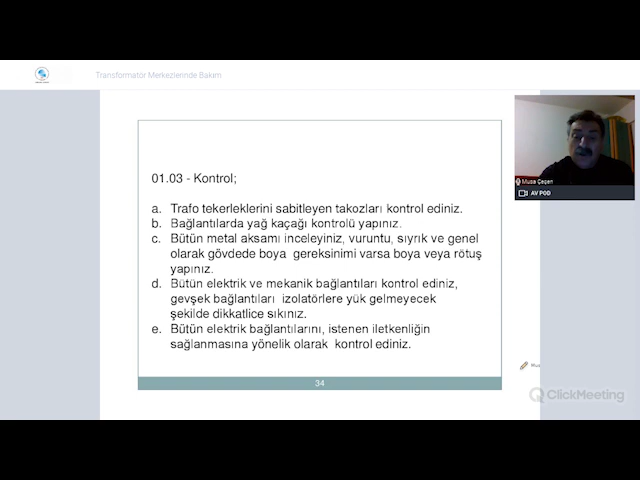 Transformatör Merkezlerinde Bakım
01.03 - Kontrol;
a. Trafo tekerleklerini sabitleyen takozları kontrol ediniz.
b. Bağlantılarda yağ kaçağı kontrolü yapınız.
c. Bütün metal aksamı inceleyiniz, vuruntu, sıyrık ve genel
olarak gövdede boya gereksinimi varsa boya veya rötuş
yapınız.
d. Bütün elektrik ve mekanik bağlantıları kontrol ediniz,
gevşek bağlantıları izolatörlere yük gelmeyecek
şekilde dikkatlice sıkınız.
e. Bütün elektrik bağlantılarını, istenen iletkenliğin
sağlanmasına yönelik olarak kontrol ediniz.
34
Musa Çeçen
AV POD
Mus
ClickMeeting